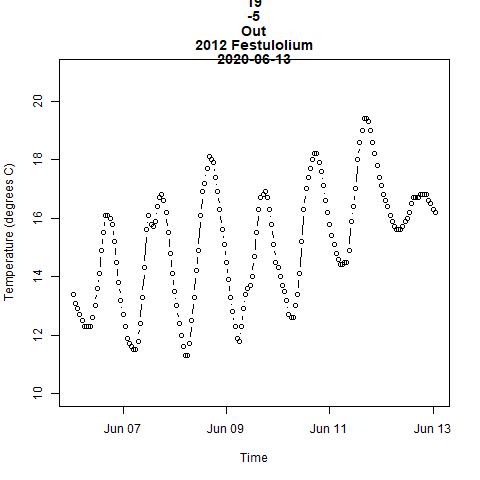 19
-5
Out
2012 Festulolium
2020-06-13
Temperature (degrees C)
20
18
16
14
12
10
Jun 07
Jun 09
Jun 11
Jun 13
Time